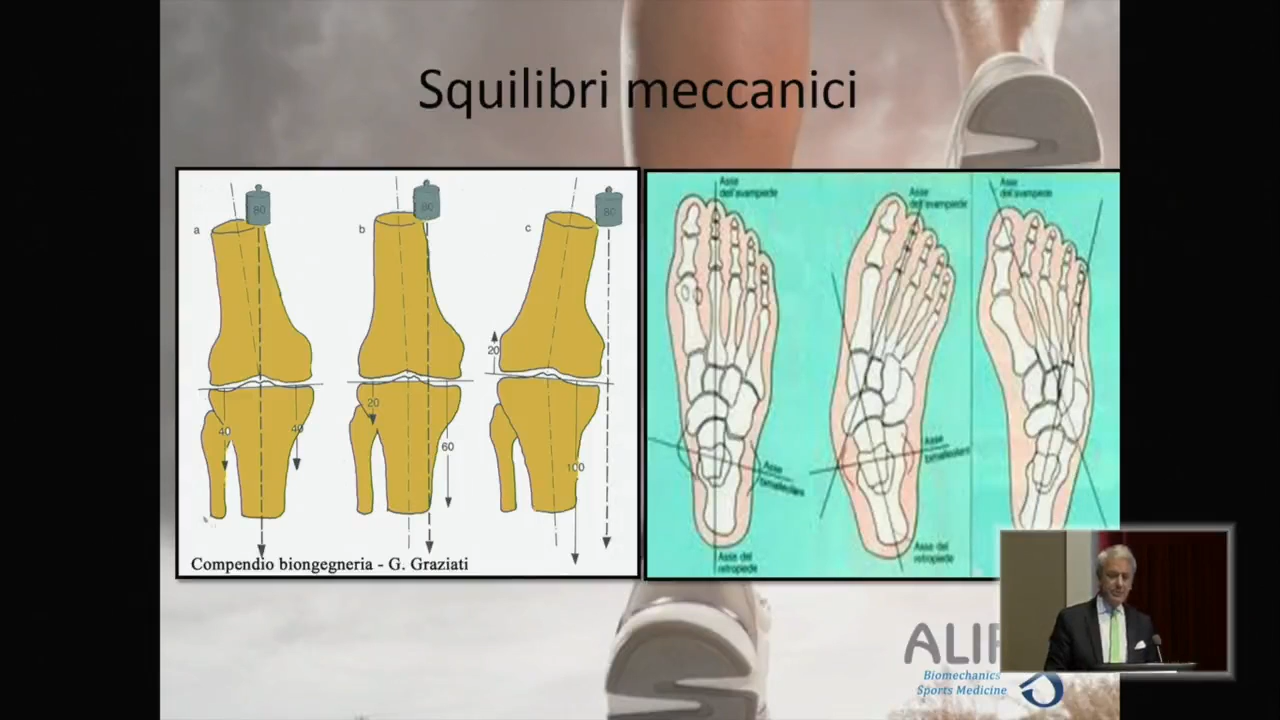 Squilibri meccanici
a
80
b
80
c
80
20
40
40
20
60
100
Compendio biongegneria - G. Graziati
Asse
dell'avampiede
Asse
dell'avampiede
Asse
dell'avampiede
Asse
bimalleolare
Asse
bimalleolare
Asse del
retropiede
Asse del
retropiede
Biomechanics
Sports Medicine